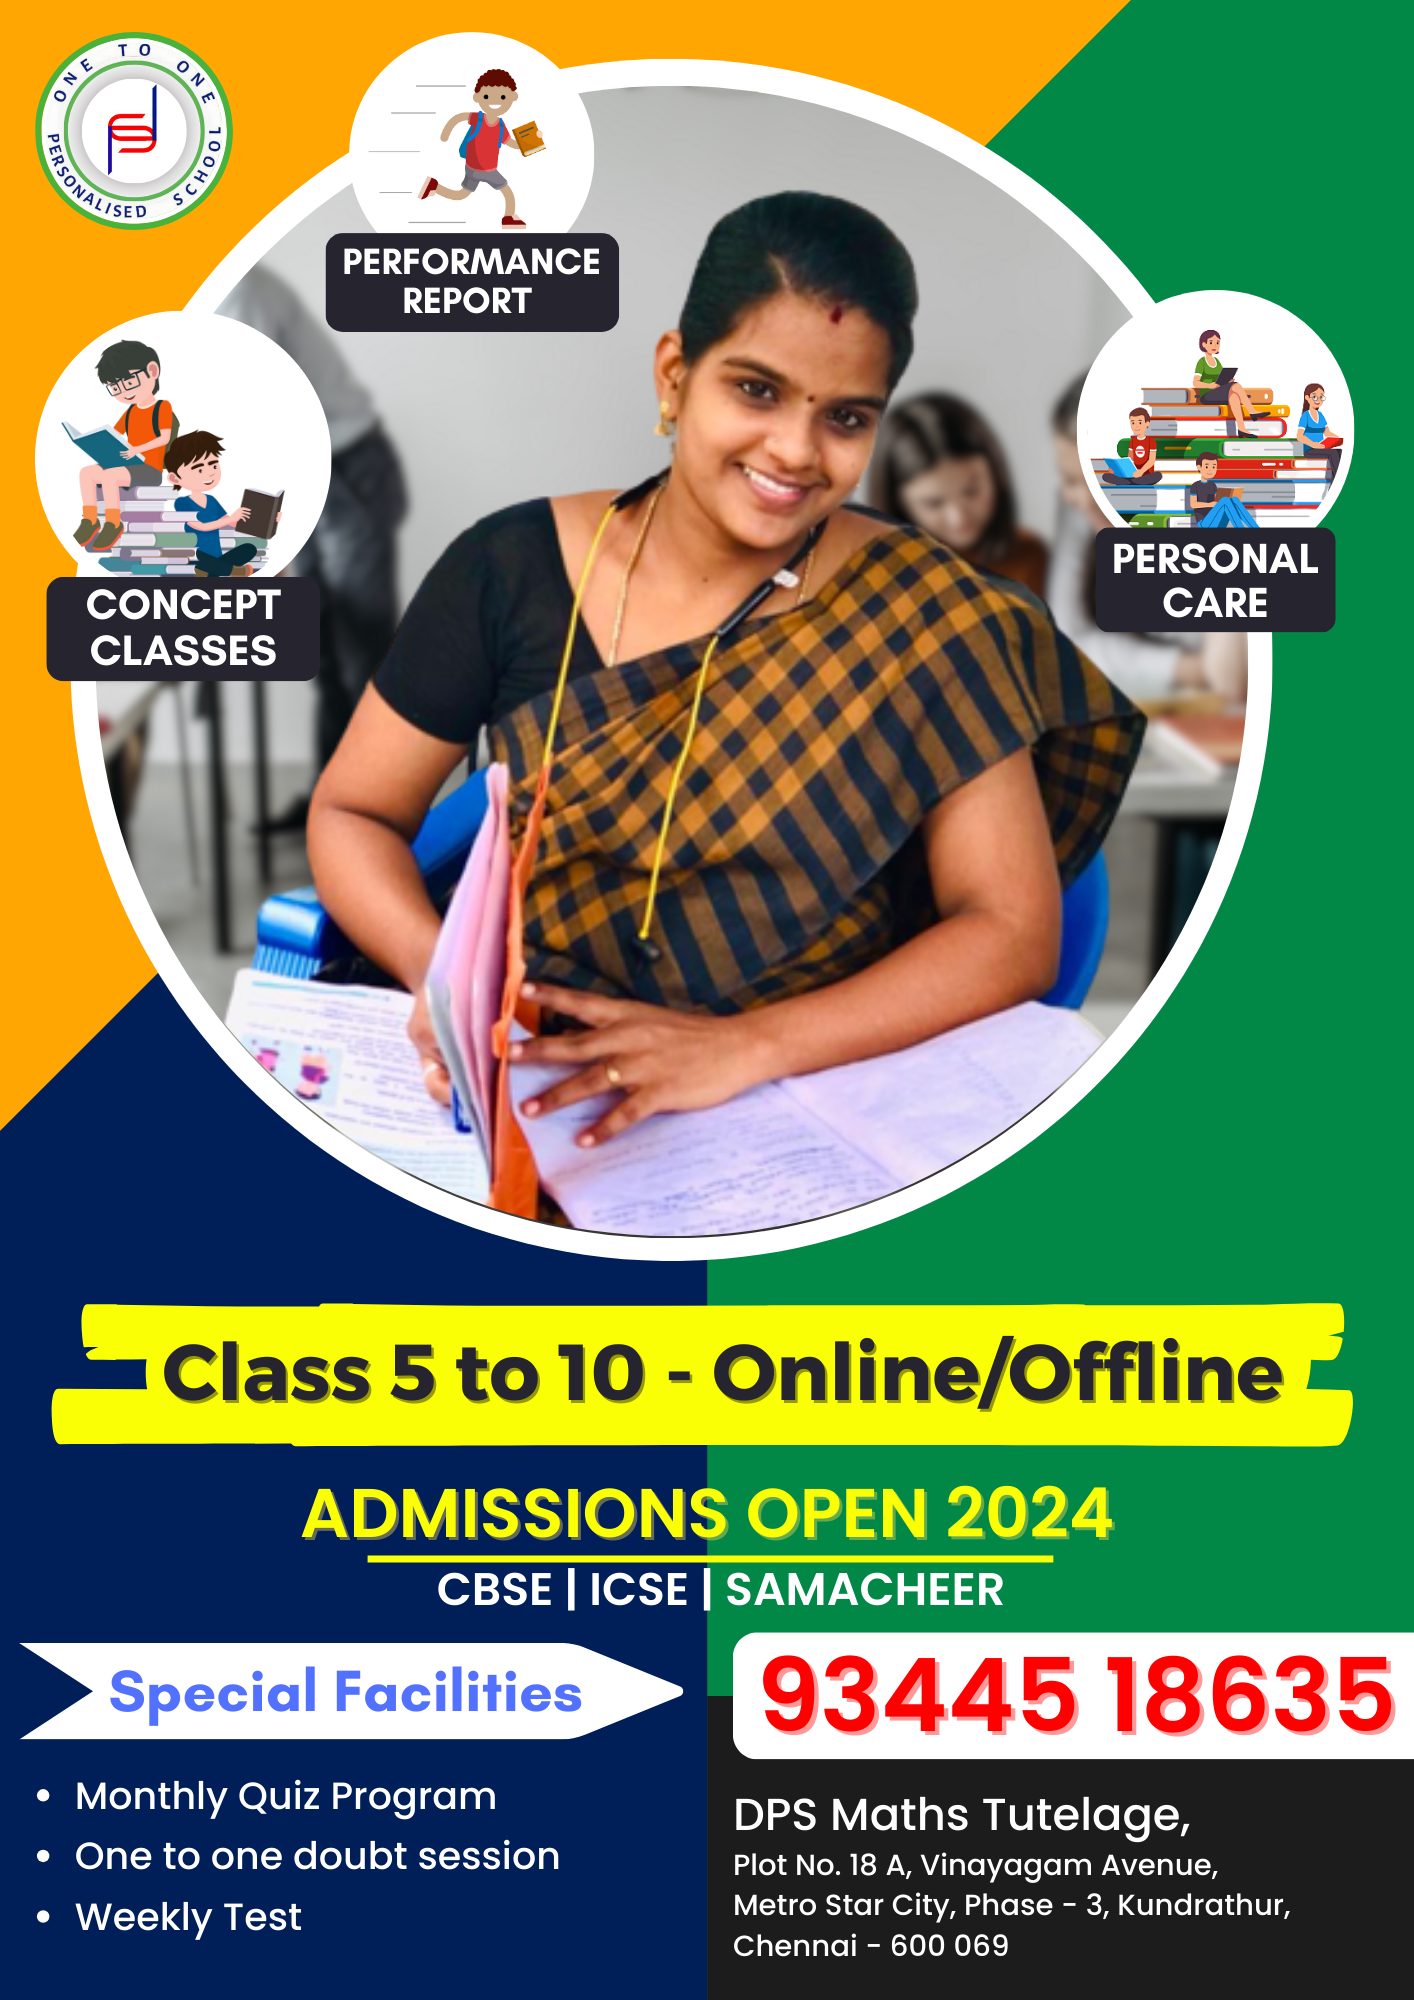 ONE TO ONE
PERSONALISED SCHOOL
PERFORMANCE
REPORT
CONCEPT
CLASSES
PERSONAL
CARE
Class 5 to 10 - Online/Offline
ADMISSIONS OPEN 2024
CBSE | ICSE | SAMACHEER
Special Facilities
• Monthly Quiz Program
• One to one doubt session
• Weekly Test
93445 18635
DPS Maths Tutelage,
Plot No. 18 A, Vinayagam Avenue,
Metro Star City, Phase - 3, Kundrathur,
Chennai - 600 069